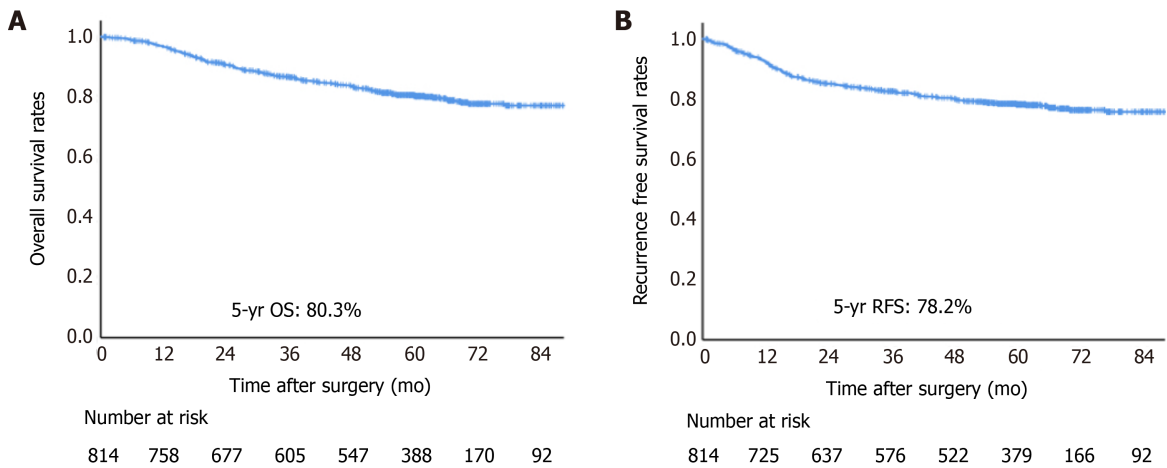 A
Overall survival rates
1.0
0.8
0.6
0.4
0.2
0.0
5-yr OS: 80.3%
0 12 24 36 48 60 72 84
Time after surgery (mo)
Number at risk
814 758 677 605 547 388 170 92
B
Recurrence free survival rates
1.0
0.8
0.6
0.4
0.2
0.0
5-yr RFS: 78.2%
0 12 24 36 48 60 72 84
Time after surgery (mo)
Number at risk
814 725 637 576 522 379 166 92